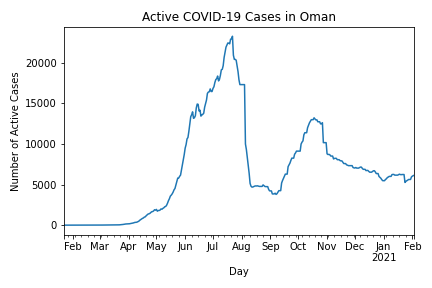 Active COVID-19 Cases in Oman
Number of Active Cases
20000
15000
10000
5000
0
Feb Mar Apr May Jun Jul Aug Sep Oct Nov Dec Jan Feb
2021
Day